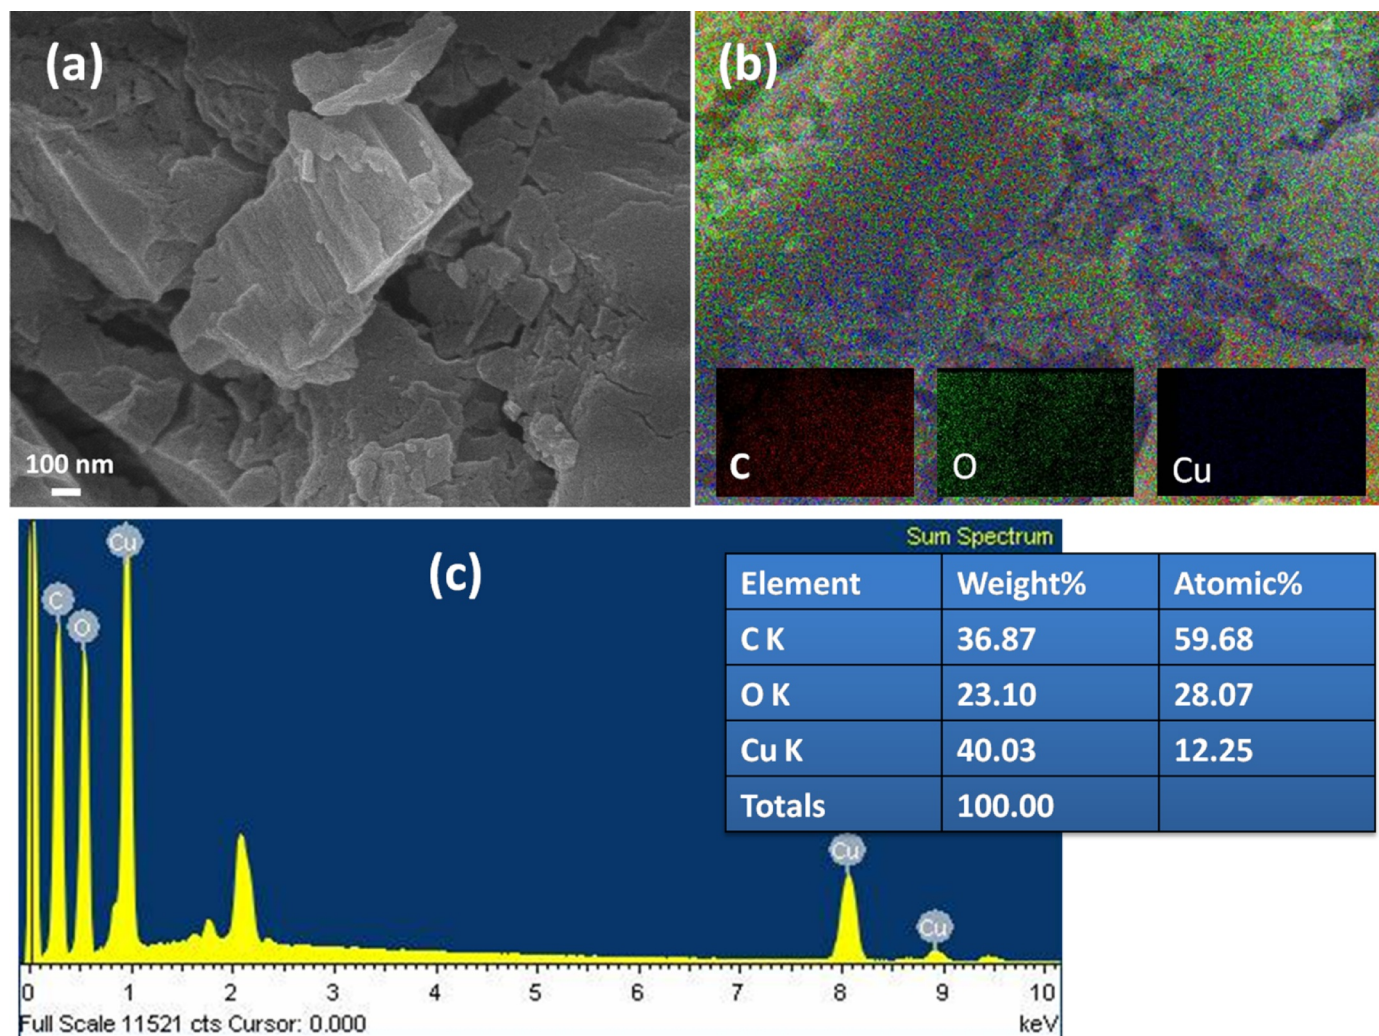 (a)
100 nm
(b)
C
O
Cu
(c)
Sum Spectrum
C
O
Cu
Cu
Cu
Element Weight% Atomic%
C K 36.87 59.68
O K 23.10 28.07
Cu K 40.03 12.25
Totals 100.00
0 1 2 3 4 5 6 7 8 9 10
Full Scale 11521 cts Cursor: 0.000 keV